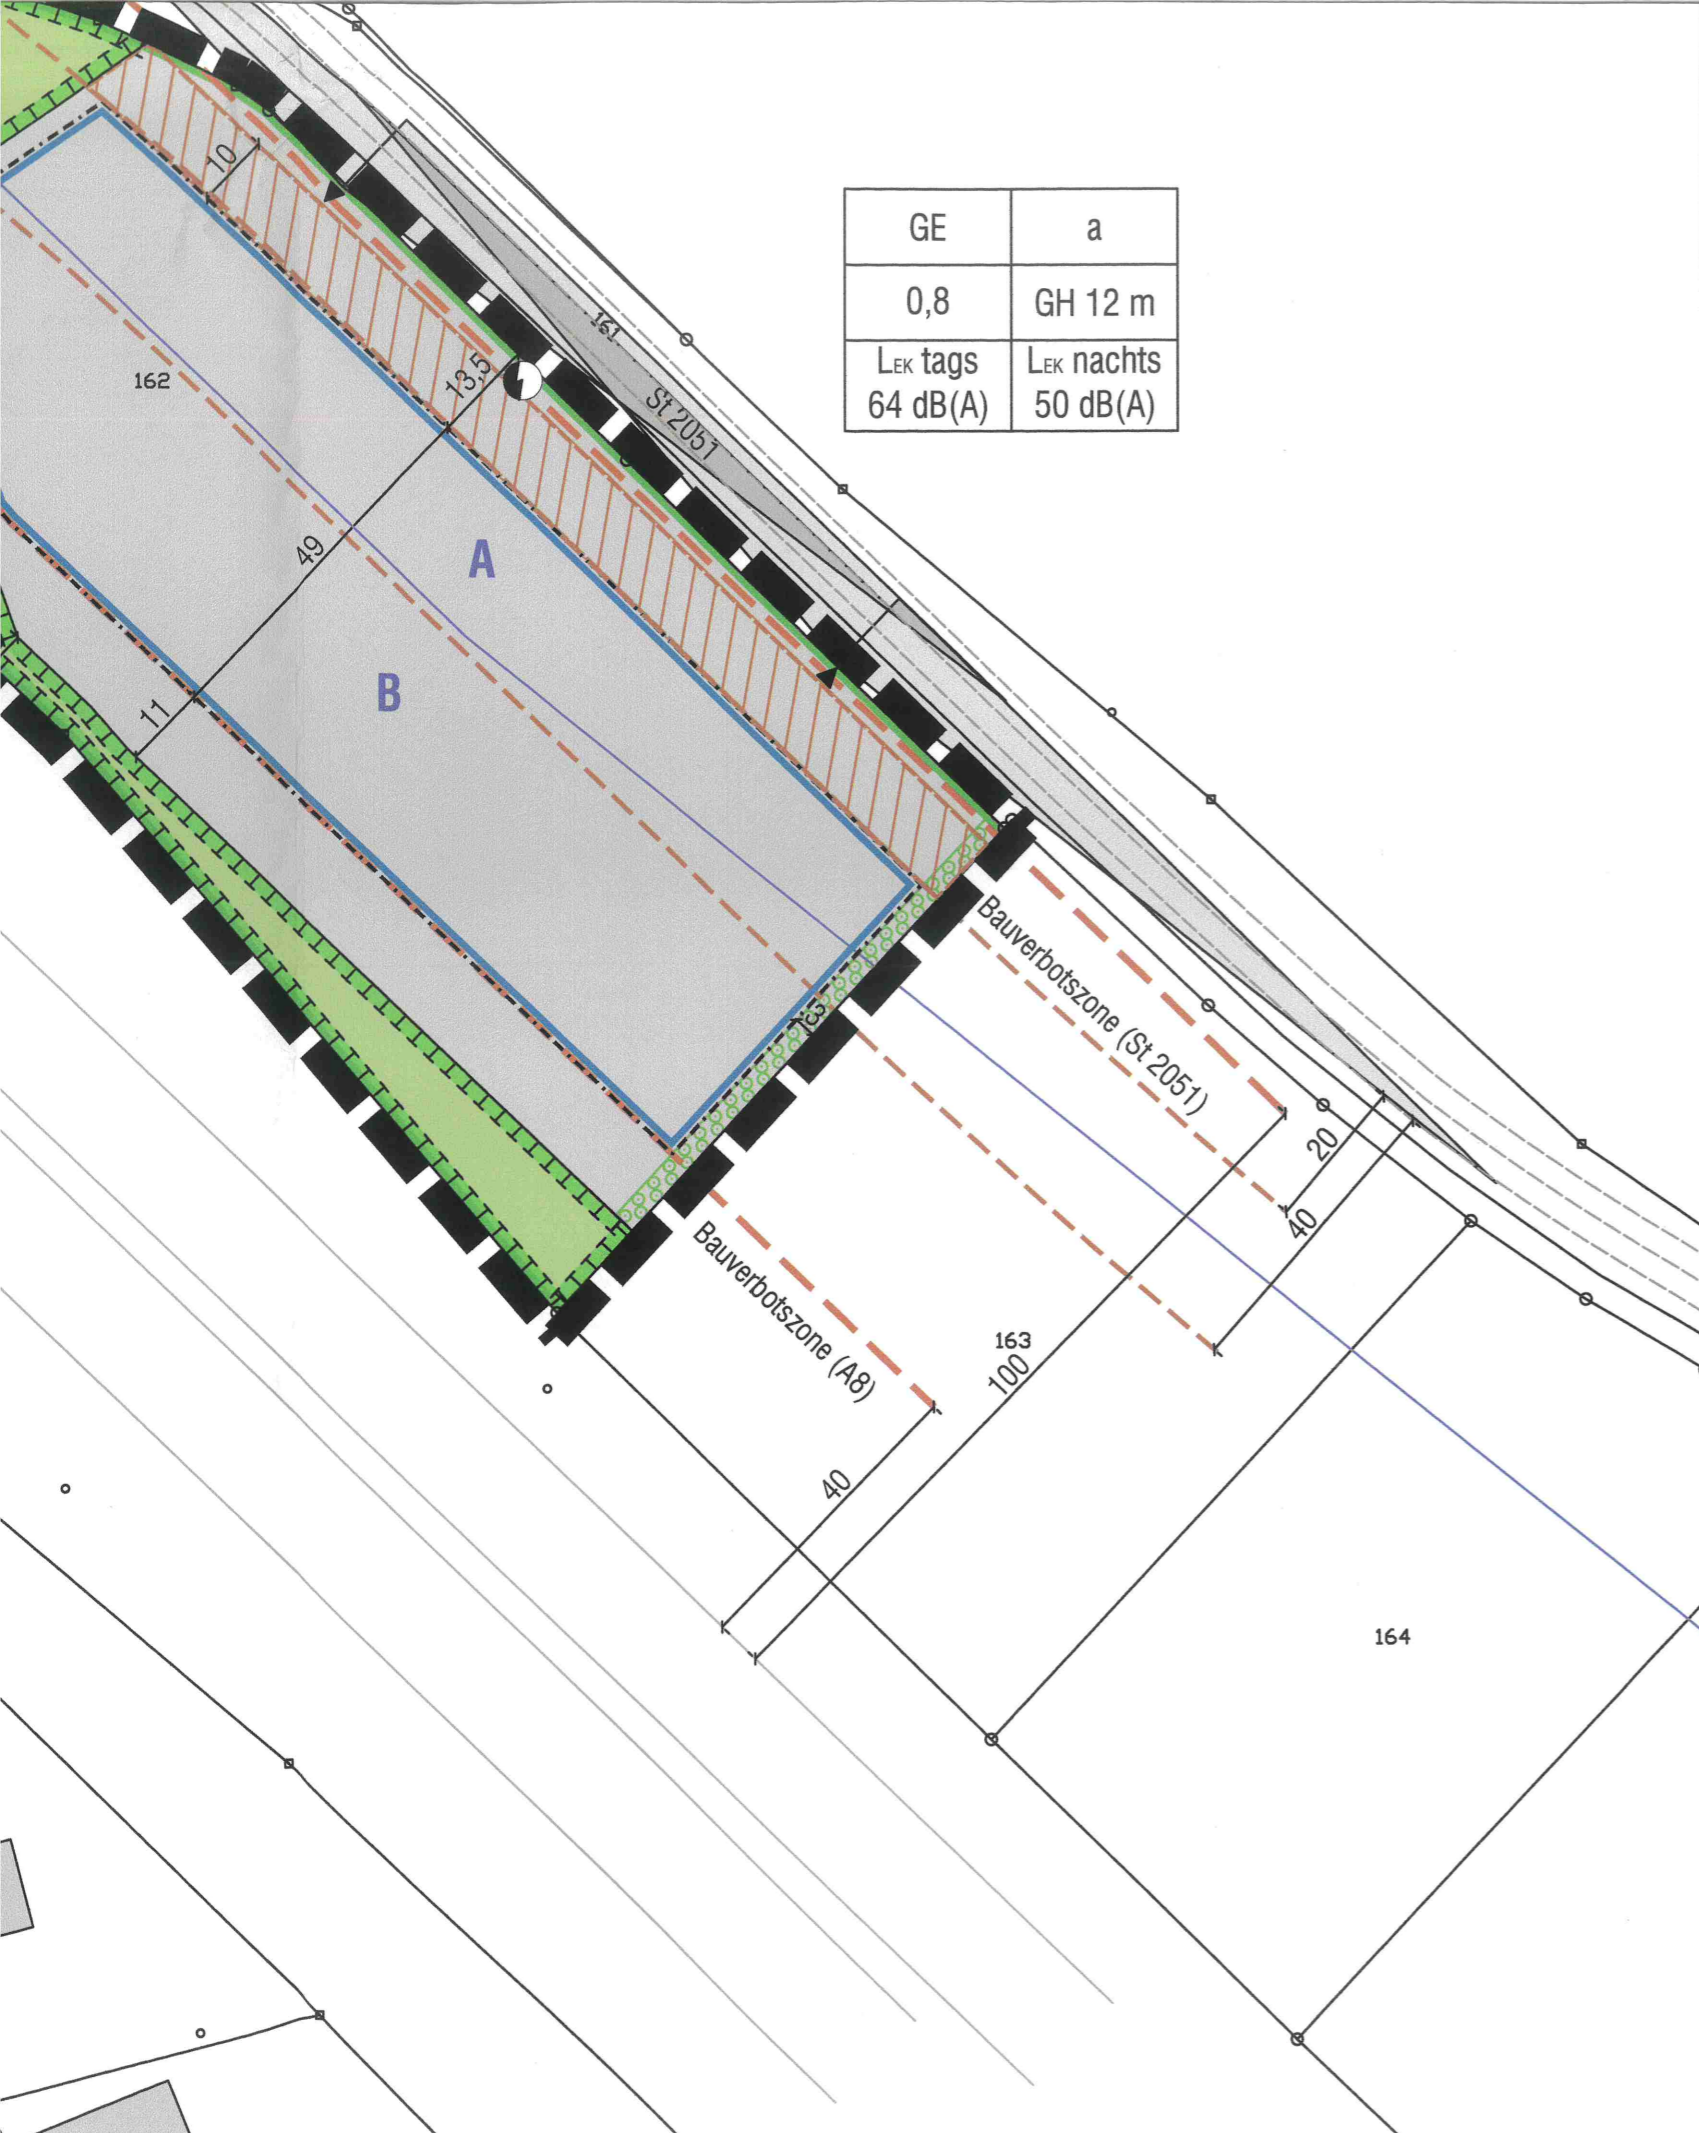 10
161
GE
a
0,8
GH 12 m
LEK tags
64 dB(A)
LEK nachts
50 dB(A)
162
13,5
St 2051
49
A
B
11
Bauverbotszone (St 2051)
20
40
Bauverbotszone (A8)
163
100
40
164